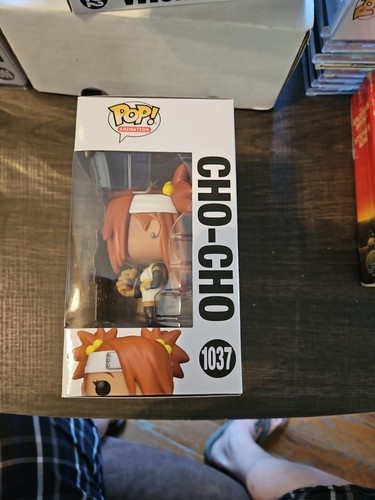 POP!
ANIMATION
CHO-CHO
1037